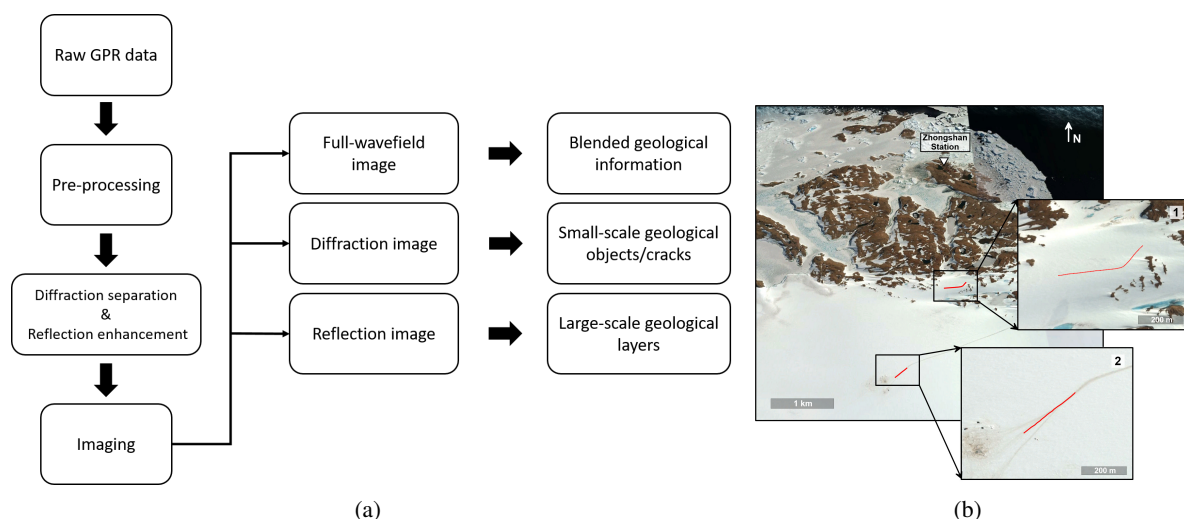 Raw GPR data
Pre-processing
Diffraction separation
&
Reflection enhancement
Imaging
Full-wavefield
image
Diffraction image
Reflection image
Blended geological
information
Small-scale geological
objects/cracks
Large-scale geological
layers
(a)
Zhongshan
Station
N
1
200 m
1 km
2
200 m
(b)